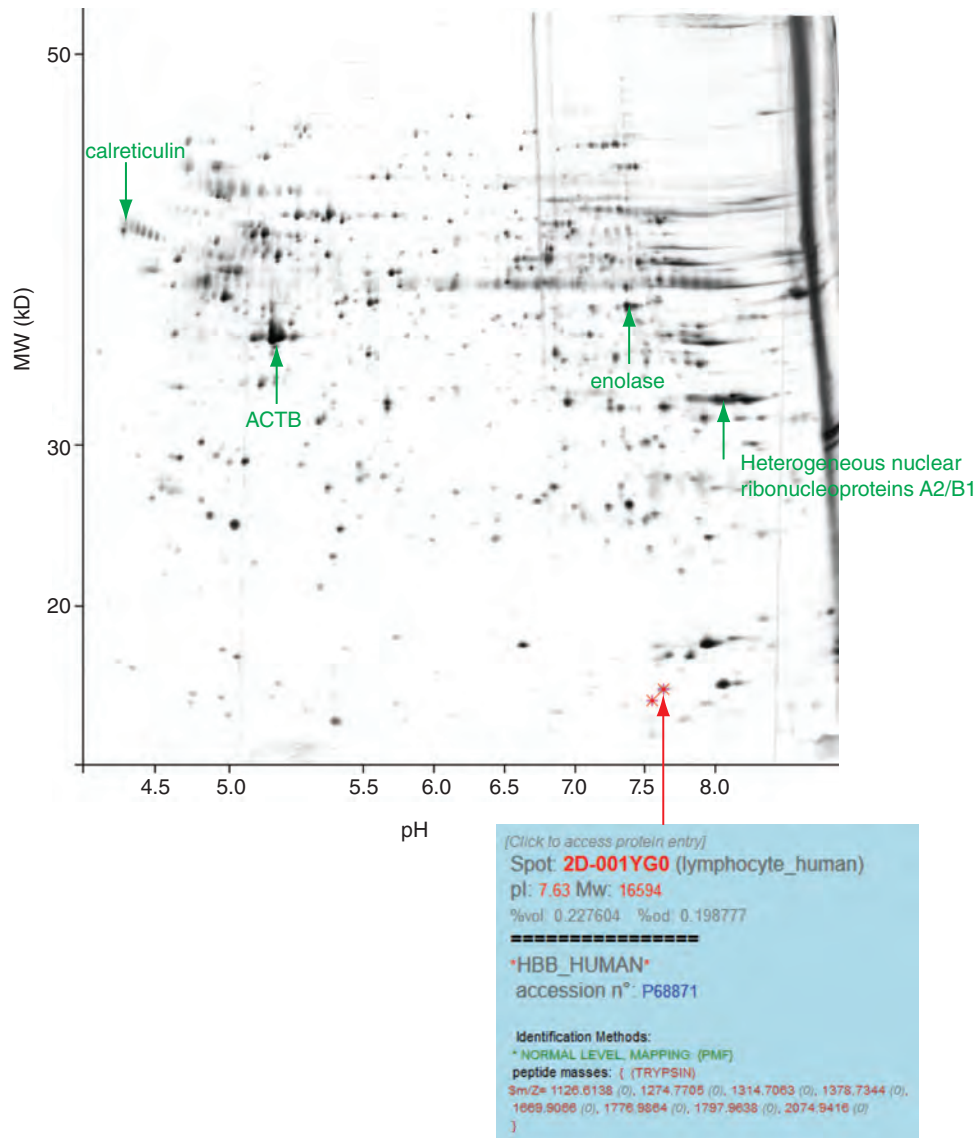 50
calreticulin
MW (kD)
enolase
ACTB
30
Heterogeneous nuclear
ribonucleoproteins A2/B1
20
4.5 5.0 5.5 6.0 6.5 7.0 7.5 8.0
pH
[Click to access protein entry]
Spot: 2D-001YG0 (lymphocyte_human)
pI: 7.63 Mw: 16594
%vol: 0.227604 %od: 0.198777
================
*HBB_HUMAN*
accession n°: P68871
Identification Methods:
* NORMAL LEVEL, MAPPING: {PMF}
peptide masses: { (TRYPSIN)
$m/Z= 1126.6138 (0), 1274.7705 (0), 1314.7063 (0), 1378.7344 (0),
1669.9066 (0), 1776.9864 (0), 1797.9638 (0), 2074.9416 (0)
}